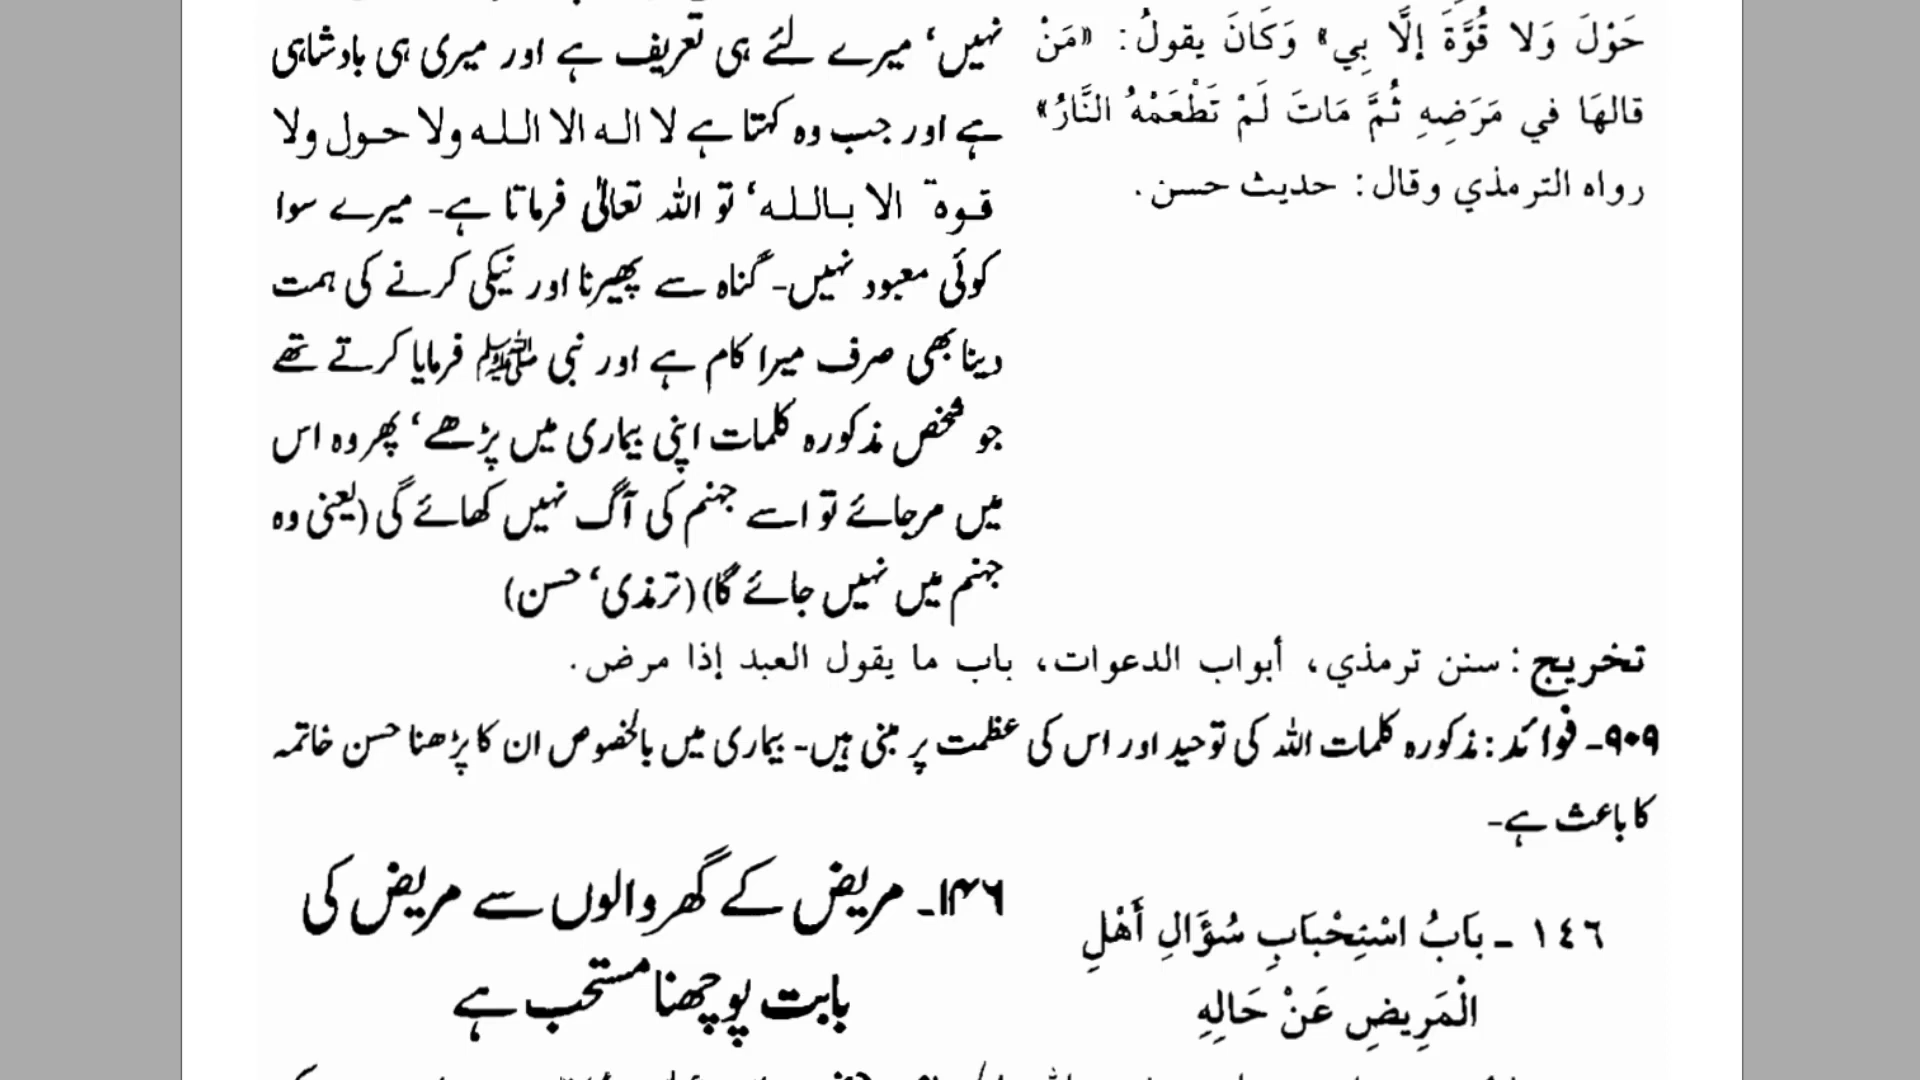 حَوْلَ وَلا قُوَّةَ إلَّا بِي» وَكَانَ يقولُ: «مَنْ
قالهَا في مَرَضِهِ ثُمَّ مَاتَ لَمْ تَطْعَمْهُ النَّارُ»
رواه الترمذي وقال: حديث حسن.
نہیں‘ میرے لئے ہی تعریف ہے اور میری ہی بادشاہی
ہے اور جب وہ کہتا ہے لا الہ الا اللہ ولا حول ولا
قوۃ الا باللہ‘ تو اللہ تعالیٰ فرماتا ہے۔ میرے سوا
کوئی معبود نہیں۔ گناہ سے پھیرنا اور نیکی کرنے کی ہمت
دینا بھی صرف میرا کام ہے اور نبی ﷺ فرمایا کرتے تھے
جو شخص مذکورہ کلمات اپنی بیماری میں پڑھے‘ پھر وہ اس
میں مرجائے تو اسے جہنم کی آگ نہیں کھائے گی (یعنی وہ
جہنم میں نہیں جائے گا) (ترمذی‘ حسن)
تخريج: سنن ترمذي، أبواب الدعوات، باب ما يقول العبد إذا مرض.
۹۰۹۔ فوائد: مذکورہ کلمات اللہ کی توحید اور اس کی عظمت پر مبنی ہیں۔ بیماری میں بالخصوص ان کا پڑھنا حسن خاتمہ
کا باعث ہے۔
١٤٦ ـ بَابُ اسْتِحْبَابِ سُؤَالِ أَهْلِ
الْمَرِيضِ عَنْ حَالِهِ
۱۴۶۔ مریض کے گھر والوں سے مریض کی
بابت پوچھنا مستحب ہے